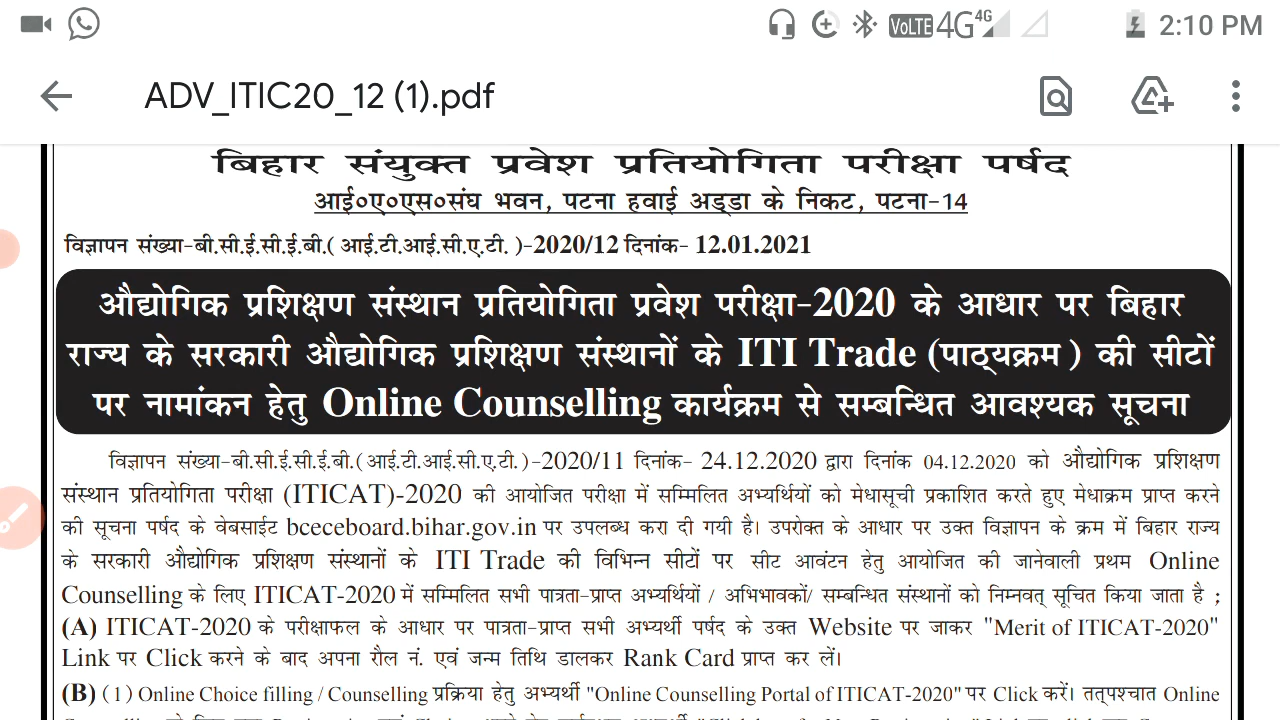 VoLTE 4G 4G 2:10 PM
ADV_ITIC20_12 (1).pdf
बिहार संयुक्त प्रवेश प्रतियोगिता परीक्षा पर्षद
आई०ए०एस०संघ भवन, पटना हवाई अड्डा के निकट, पटना-14
विज्ञापन संख्या-बी.सी.ई.सी.ई.बी.( आई.टी.आई.सी.ए.टी. )-2020/12 दिनांक- 12.01.2021
औद्योगिक प्रशिक्षण संस्थान प्रतियोगिता प्रवेश परीक्षा-2020 के आधार पर बिहार
राज्य के सरकारी औद्योगिक प्रशिक्षण संस्थानों के ITI Trade (पाठ्यक्रम ) की सीटों
पर नामांकन हेतु Online Counselling कार्यक्रम से सम्बन्धित आवश्यक सूचना
विज्ञापन संख्या-बी.सी.ई.सी.ई.बी.(आई.टी.आई.सी.ए.टी.)-2020/11 दिनांक- 24.12.2020 द्वारा दिनांक 04.12.2020 को औद्योगिक प्रशिक्षण
संस्थान प्रतियोगिता परीक्षा (ITICAT)-2020 की आयोजित परीक्षा में सम्मिलित अभ्यर्थियों को मेधासूची प्रकाशित करते हुए मेधाक्रम प्राप्त करने
की सूचना पर्षद के वेबसाईट bceceboard.bihar.gov.in पर उपलब्ध करा दी गयी है। उपरोक्त के आधार पर उक्त विज्ञापन के क्रम में बिहार राज्य
के सरकारी औद्योगिक प्रशिक्षण संस्थानों के ITI Trade की विभिन्न सीटों पर सीट आवंटन हेतु आयोजित की जानेवाली प्रथम Online
Counselling के लिए ITICAT-2020 में सम्मिलित सभी पात्रता-प्राप्त अभ्यर्थियों / अभिभावकों/ सम्बन्धित संस्थानों को निम्नवत् सूचित किया जाता है ;
(A) ITICAT-2020 के परीक्षाफल के आधार पर पात्रता-प्राप्त सभी अभ्यर्थी पर्षद के उक्त Website पर जाकर "Merit of ITICAT-2020"
Link पर Click करने के बाद अपना रौल नं. एवं जन्म तिथि डालकर Rank Card प्राप्त कर लें।
(B) (1) Online Choice filling / Counselling प्रक्रिया हेतु अभ्यर्थी "Online Counselling Portal of ITICAT-2020" पर Click करें। तत्पश्चात Online